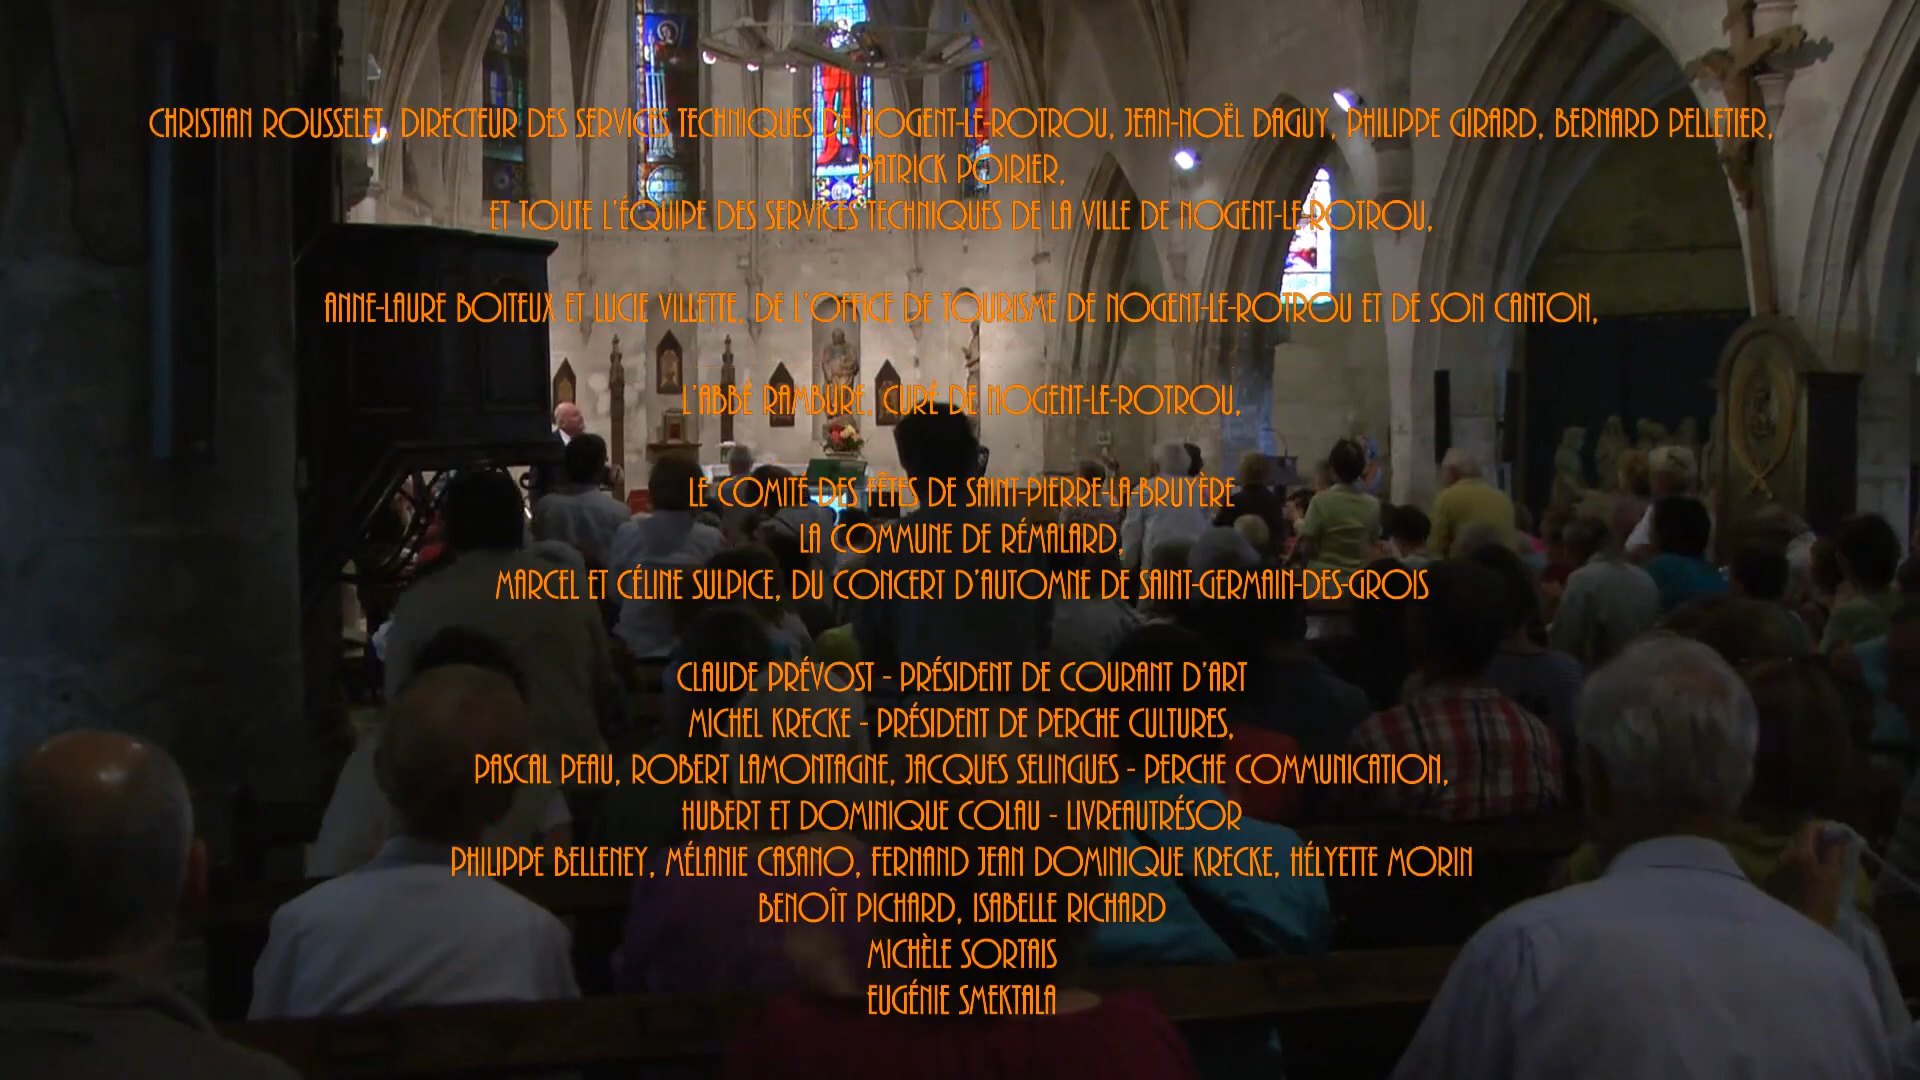 CHRISTIAN ROUSSELET, DIRECTEUR DES SERVICES TECHNIQUES DE NOGENT-LE-ROTROU, JEAN-NOËL DAGUY, PHILIPPE GIRARD, BERNARD PELLETIER,
PATRICK POIRIER,
ET TOUTE L'ÉQUIPE DES SERVICES TECHNIQUES DE LA VILLE DE NOGENT-LE-ROTROU,
ANNE-LAURE BOITEUX ET LUCIE VILLETTE, DE L'OFFICE DE TOURISME DE NOGENT-LE-ROTROU ET DE SON CANTON,
L'ABBÉ RAMBURE, CURÉ DE NOGENT-LE-ROTROU,
LE COMITÉ DES FÊTES DE SAINT-PIERRE-LA-BRUYÈRE
LA COMMUNE DE RÉMALARD,
MARCEL ET CÉLINE SULPICE, DU CONCERT D'AUTOMNE DE SAINT-GERMAIN-DES-GROIS
CLAUDE PRÉVOST - PRÉSIDENT DE COURANT D'ART
MICHEL KRECKE - PRÉSIDENT DE PERCHE CULTURES,
PASCAL PEAU, ROBERT LAMONTAGNE, JACQUES SELINGUES - PERCHE COMMUNICATION,
HUBERT ET DOMINIQUE COLAU - LIVREAUTRÉSOR
PHILIPPE BELLENEY, MÉLANIE CASANO, FERNAND JEAN DOMINIQUE KRECKE, HÉLYETTE MORIN
BENOÎT PICHARD, ISABELLE RICHARD
MICHÈLE SORTAIS
EUGÉNIE SMEKTALA